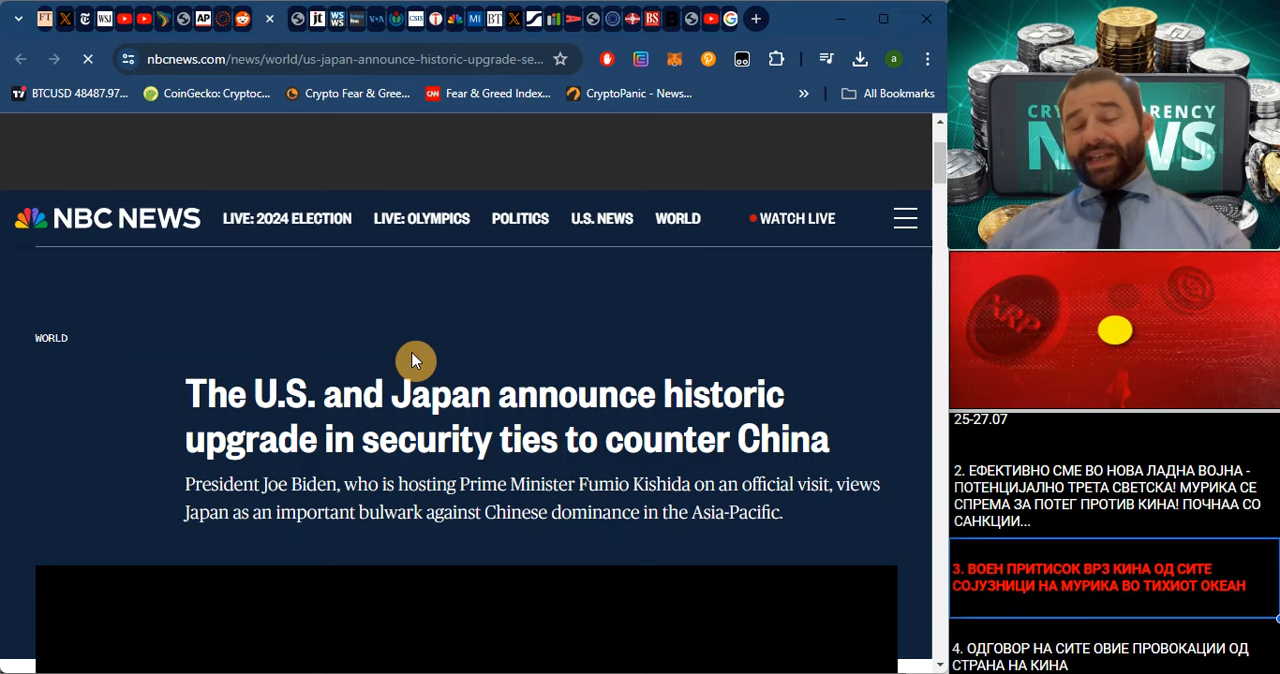 nbcnews.com/news/world/us-japan-announce-historic-upgrade-se...
BTCUSD 48487.97...
CoinGecko: Cryptoc...
Crypto Fear & Gree...
Fear & Greed Index...
CryptoPanic - News...
All Bookmarks
NBC NEWS
LIVE: 2024 ELECTION
LIVE: OLYMPICS
POLITICS
U.S. NEWS
WORLD
WATCH LIVE
WORLD
The U.S. and Japan announce historic
upgrade in security ties to counter China
President Joe Biden, who is hosting Prime Minister Fumio Kishida on an official visit, views
Japan as an important bulwark against Chinese dominance in the Asia-Pacific.
NEWS
XRP
25-27.07
2. ЕФЕКТИВНО СМЕ ВО НОВА ЛАДНА ВОЈНА -
ПОТЕНЦИЈАЛНО ТРЕТА СВЕТСКА! МУРИКА СЕ
СПРЕМА ЗА ПОТЕГ ПРОТИВ КИНА! ПОЧНАА СО
САНКЦИИ...
3. ВОЕН ПРИТИСОК ВРЗ КИНА ОД СИТЕ
СОЈУЗНИЦИ НА МУРИКА ВО ТИХИОТ ОКЕАН
4. ОДГОВОР НА СИТЕ ОВИЕ ПРОВОКАЦИИ ОД
СТРАНА НА КИНА